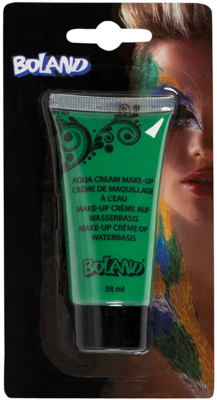 BOLAND
AQUA CREAM MAKE-UP
CRÈME DE MAQUILLAGE
À L'EAU
MAKE-UP CRÈME AUF
WASSERBASIS
MAKE-UP CRÈME OP
WATERBASIS
BOLAND
38 ml